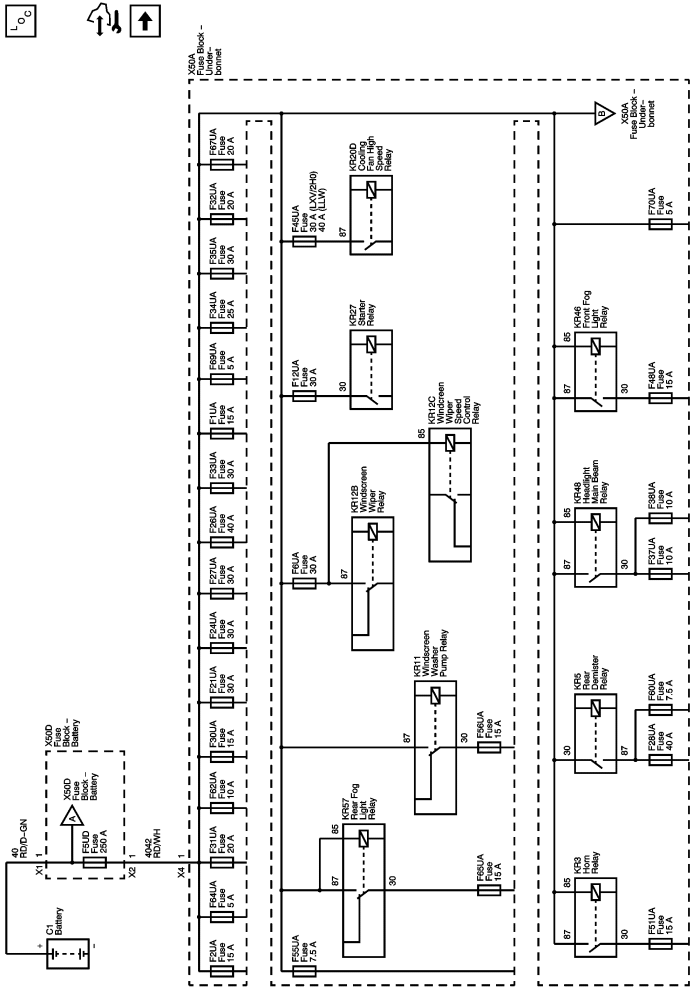 LOC
X50A
Fuse Block –
Under–
bonnet
F67UA
Fuse
20 A
F32UA
Fuse
20 A
F35UA
Fuse
30 A
F34UA
Fuse
25 A
F69UA
Fuse
5 A
F1UA
Fuse
15 A
F33UA
Fuse
30 A
F26UA
Fuse
40 A
F27UA
Fuse
30 A
F24UA
Fuse
30 A
F21UA
Fuse
30 A
F30UA
Fuse
15 A
F62UA
Fuse
10 A
F31UA
Fuse
20 A
F64UA
Fuse
5 A
F2UA
Fuse
15 A
C1
Battery
+
-
40
RD/D-GN
X1
1
X50D
Fuse
Block –
Battery
X50D
Fuse
Block –
Battery
A
F5UD
Fuse
250 A
X2
1
4042
RD/WH
X4
1
F45UA
Fuse
30 A (LXV/2H0)
40 A (LLW)
87
KR20D
Cooling
Fan High
Speed
Relay
F12UA
Fuse
30 A
30
KR27
Starter
Relay
F6UA
Fuse
30 A
87
KR12B
Windscreen
Wiper
Relay
85
KR12C
Windcreen
Wiper
Speed
Control
Relay
87
KR11
Windscreen
Washer
Pump Relay
30
F56UA
Fuse
15 A
KR57
Rear Fog
Light
Relay
85
87
30
F65UA
Fuse
15 A
F55UA
Fuse
7.5 A
B
X50A
Fuse Block –
Under–
bonnet
F70UA
Fuse
5 A
KR46
Front Fog
Light
Relay
85
87
30
F48UA
Fuse
15 A
KR48
Headlight
Main Beam
Relay
85
87
30
F38UA
Fuse
10 A
F37UA
Fuse
10 A
KR5
Rear
Demister
Relay
30
87
F60UA
Fuse
7.5 A
F28UA
Fuse
40 A
KR3
Horn
Relay
85
87
30
F51UA
Fuse
15 A